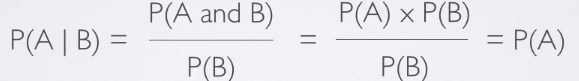 P(A | B) = P(A and B) / P(B) = P(A) x P(B) / P(B) = P(A)